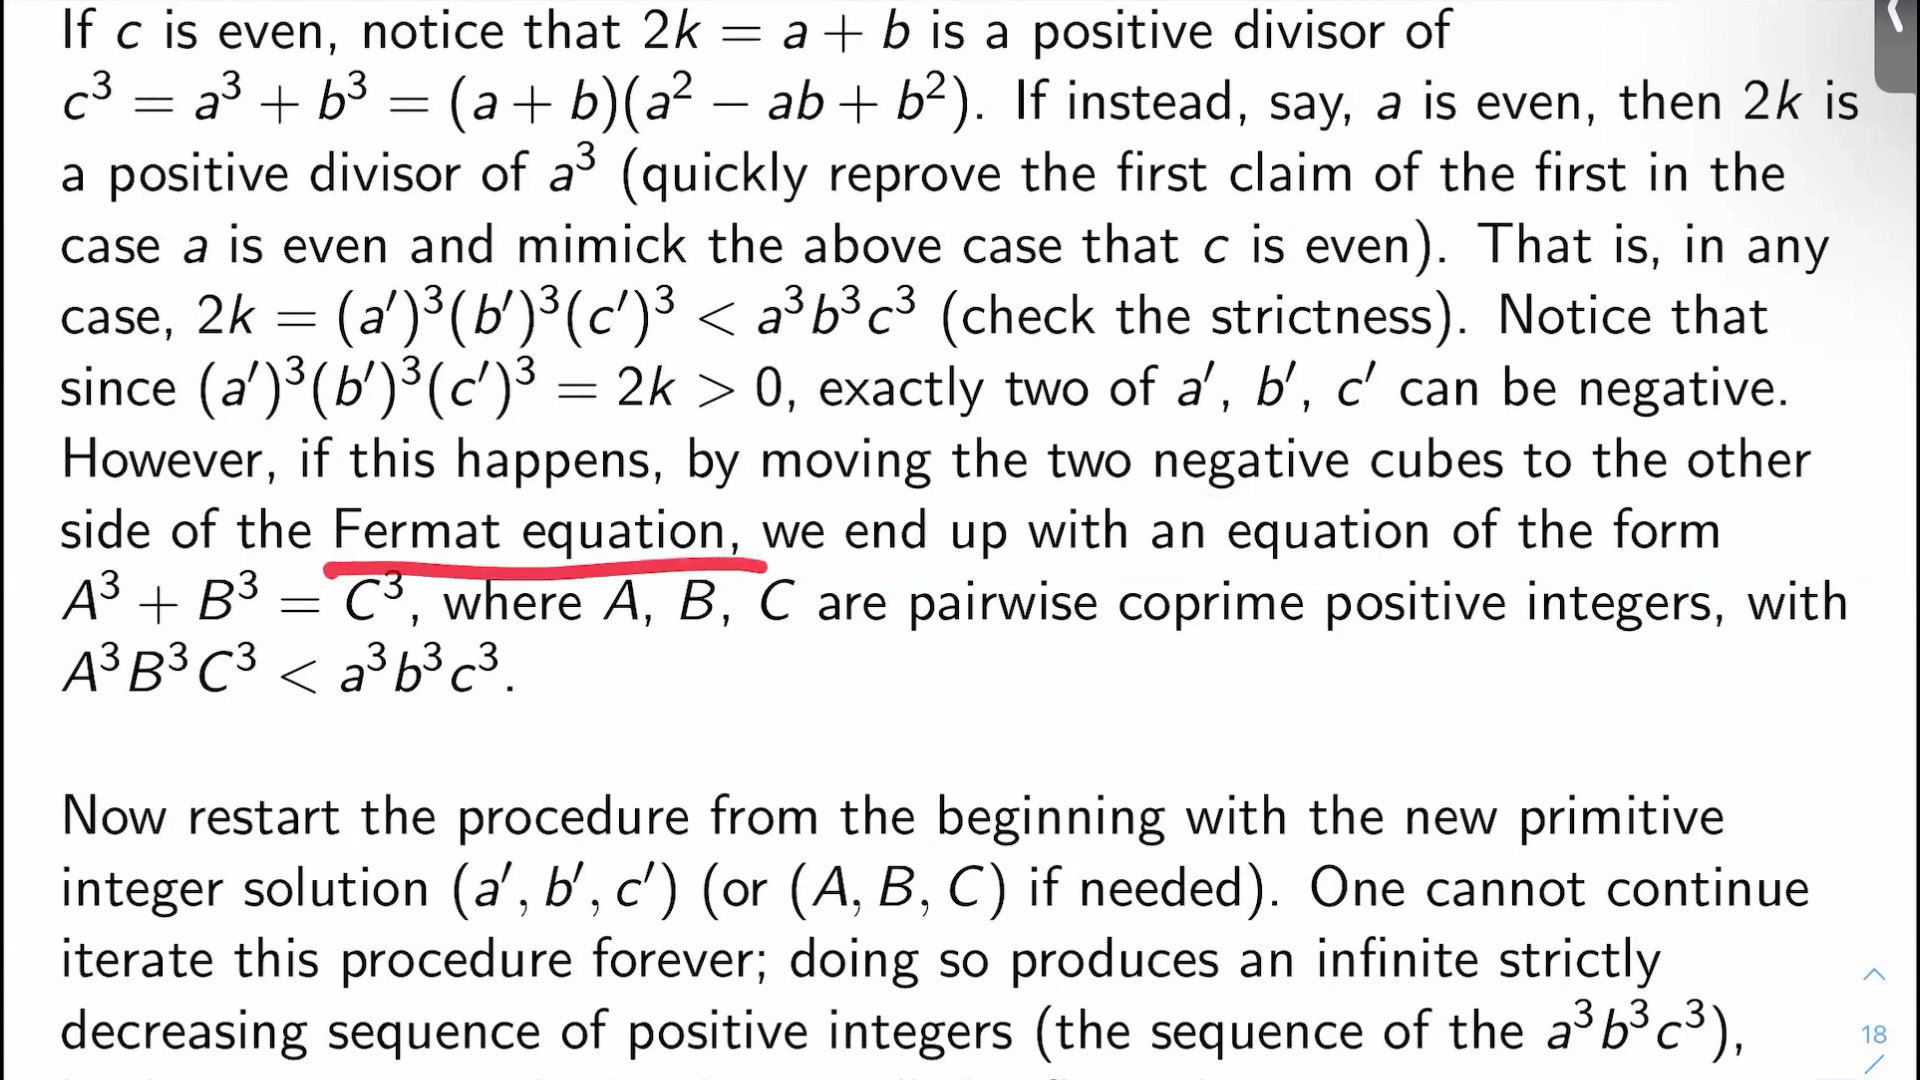 If c is even, notice that 2k = a + b is a positive divisor of
c³ = a³ + b³ = (a + b)(a² − ab + b²). If instead, say, a is even, then 2k is
a positive divisor of a³ (quickly reprove the first claim of the first in the
case a is even and mimick the above case that c is even). That is, in any
case, 2k = (a′)³(b′)³(c′)³ < a³b³c³ (check the strictness). Notice that
since (a′)³(b′)³(c′)³ = 2k > 0, exactly two of a′, b′, c′ can be negative.
However, if this happens, by moving the two negative cubes to the other
side of the Fermat equation, we end up with an equation of the form
A³ + B³ = C³, where A, B, C are pairwise coprime positive integers, with
A³B³C³ < a³b³c³.
Now restart the procedure from the beginning with the new primitive
integer solution (a′, b′, c′) (or (A, B, C) if needed). One cannot continue
iterate this procedure forever; doing so produces an infinite strictly
decreasing sequence of positive integers (the sequence of the a³b³c³),
18